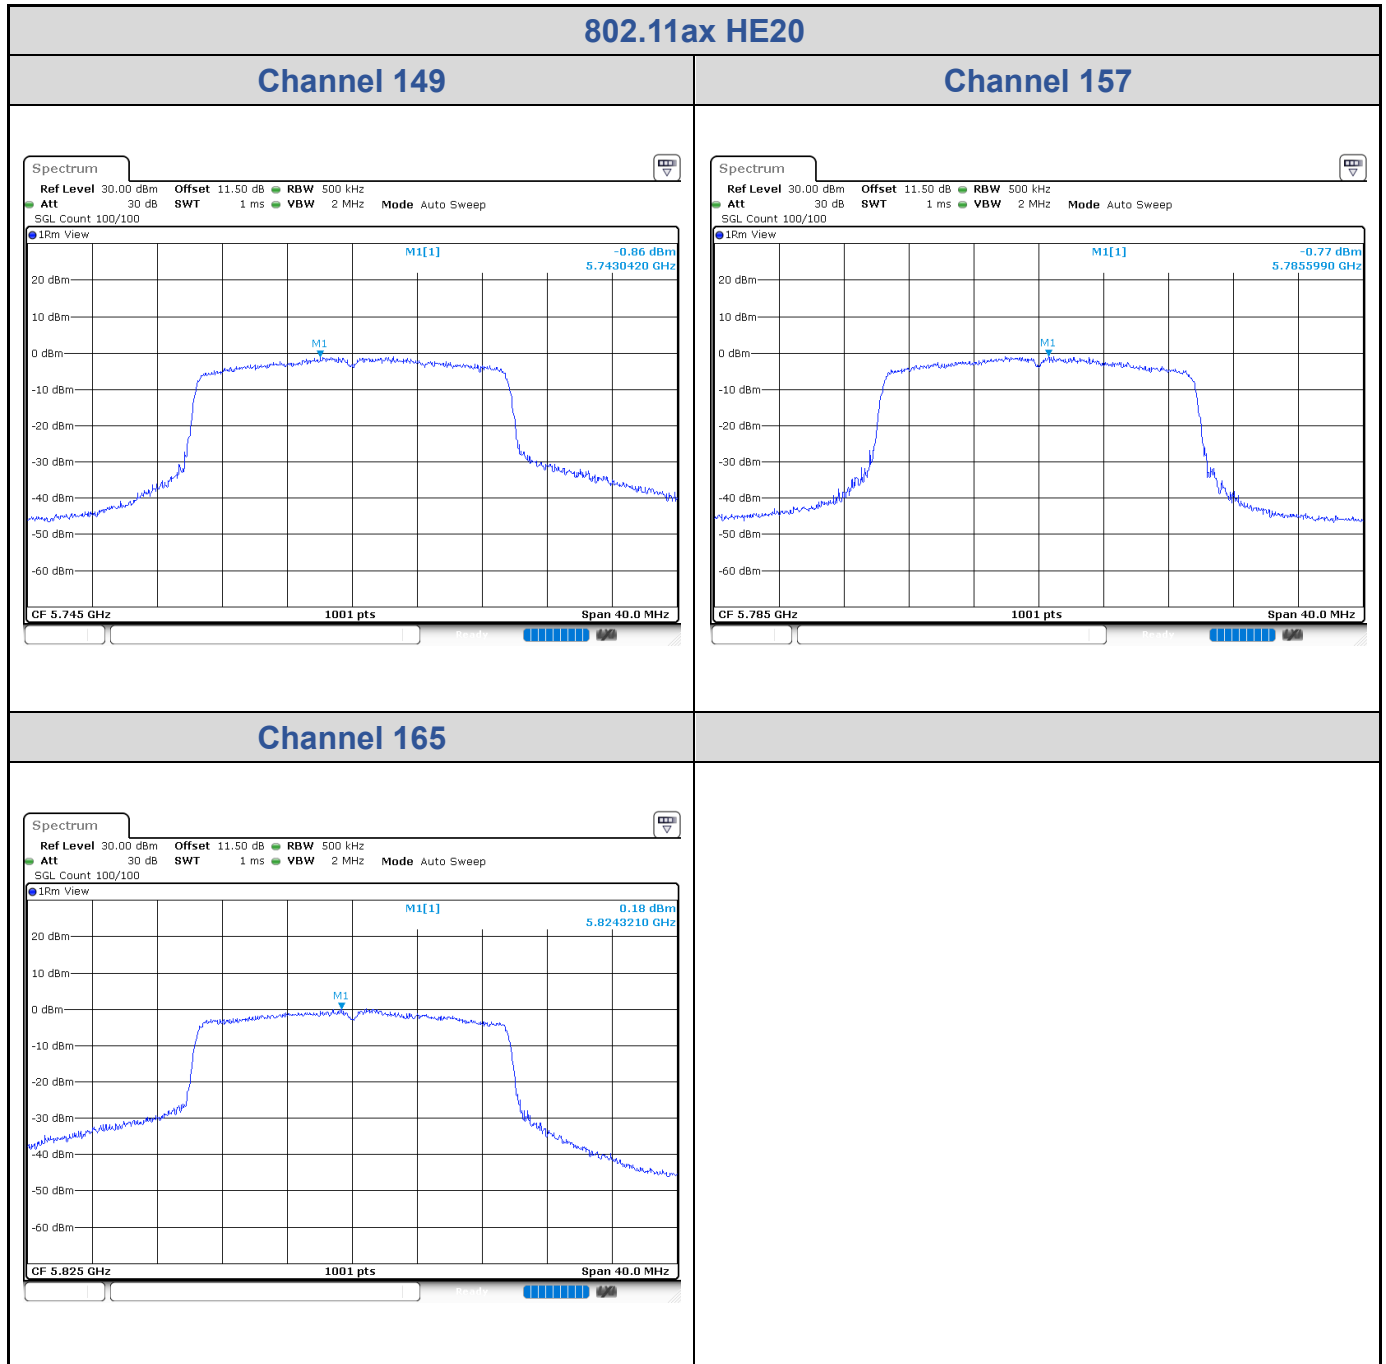 802.11ax HE20
Channel 149
Channel 157
Spectrum
Ref Level 30.00 dBm Offset 11.50 dB RBW 500 kHz
Att 30 dB SWT 1 ms VBW 2 MHz Mode Auto Sweep
SGL Count 100/100
1Rm View
M1[1] -0.86 dBm
5.7430420 GHz
20 dBm
10 dBm
M1
0 dBm
-10 dBm
-20 dBm
-30 dBm
-40 dBm
-50 dBm
-60 dBm
CF 5.745 GHz 1001 pts Span 40.0 MHz
Ready
Spectrum
Ref Level 30.00 dBm Offset 11.50 dB RBW 500 kHz
Att 30 dB SWT 1 ms VBW 2 MHz Mode Auto Sweep
SGL Count 100/100
1Rm View
M1[1] -0.77 dBm
5.7855990 GHz
20 dBm
10 dBm
M1
0 dBm
-10 dBm
-20 dBm
-30 dBm
-40 dBm
-50 dBm
-60 dBm
CF 5.785 GHz 1001 pts Span 40.0 MHz
Ready
Channel 165
Spectrum
Ref Level 30.00 dBm Offset 11.50 dB RBW 500 kHz
Att 30 dB SWT 1 ms VBW 2 MHz Mode Auto Sweep
SGL Count 100/100
1Rm View
M1[1] 0.18 dBm
5.8243210 GHz
20 dBm
10 dBm
M1
0 dBm
-10 dBm
-20 dBm
-30 dBm
-40 dBm
-50 dBm
-60 dBm
CF 5.825 GHz 1001 pts Span 40.0 MHz
Ready